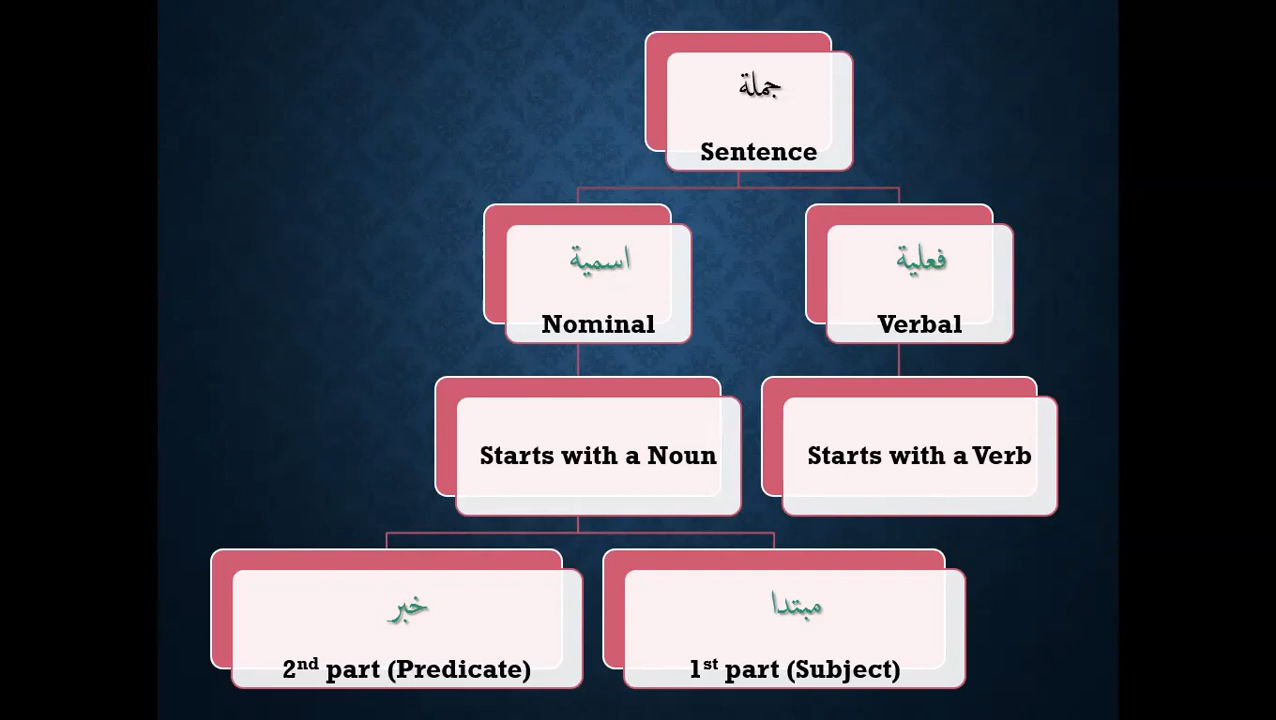 جملة
Sentence
اسمية
Nominal
فعلية
Verbal
Starts with a Noun
Starts with a Verb
خبر
2nd part (Predicate)
مبتدا
1st part (Subject)